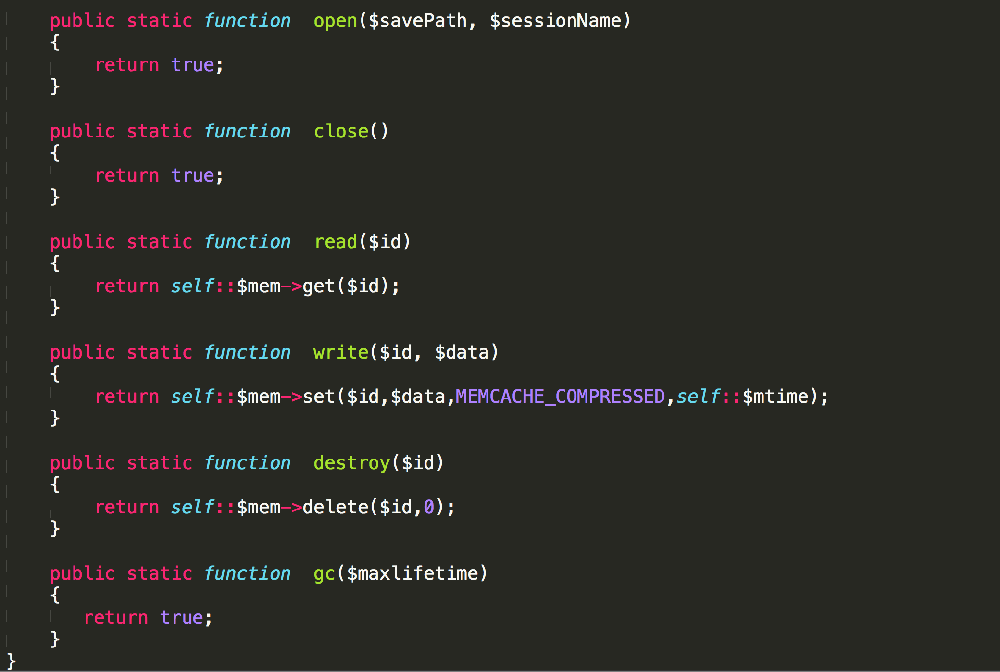 public static function  open($savePath, $sessionName)
{
return true;
}
public static function  close()
{
return true;
}
public static function  read($id)
{
return self::$mem->get($id);
}
public static function  write($id, $data)
{
return self::$mem->set($id,$data,MEMCACHE_COMPRESSED,self::$mtime);
}
public static function  destroy($id)
{
return self::$mem->delete($id,0);
}
public static function  gc($maxlifetime)
{
return true;
}
}